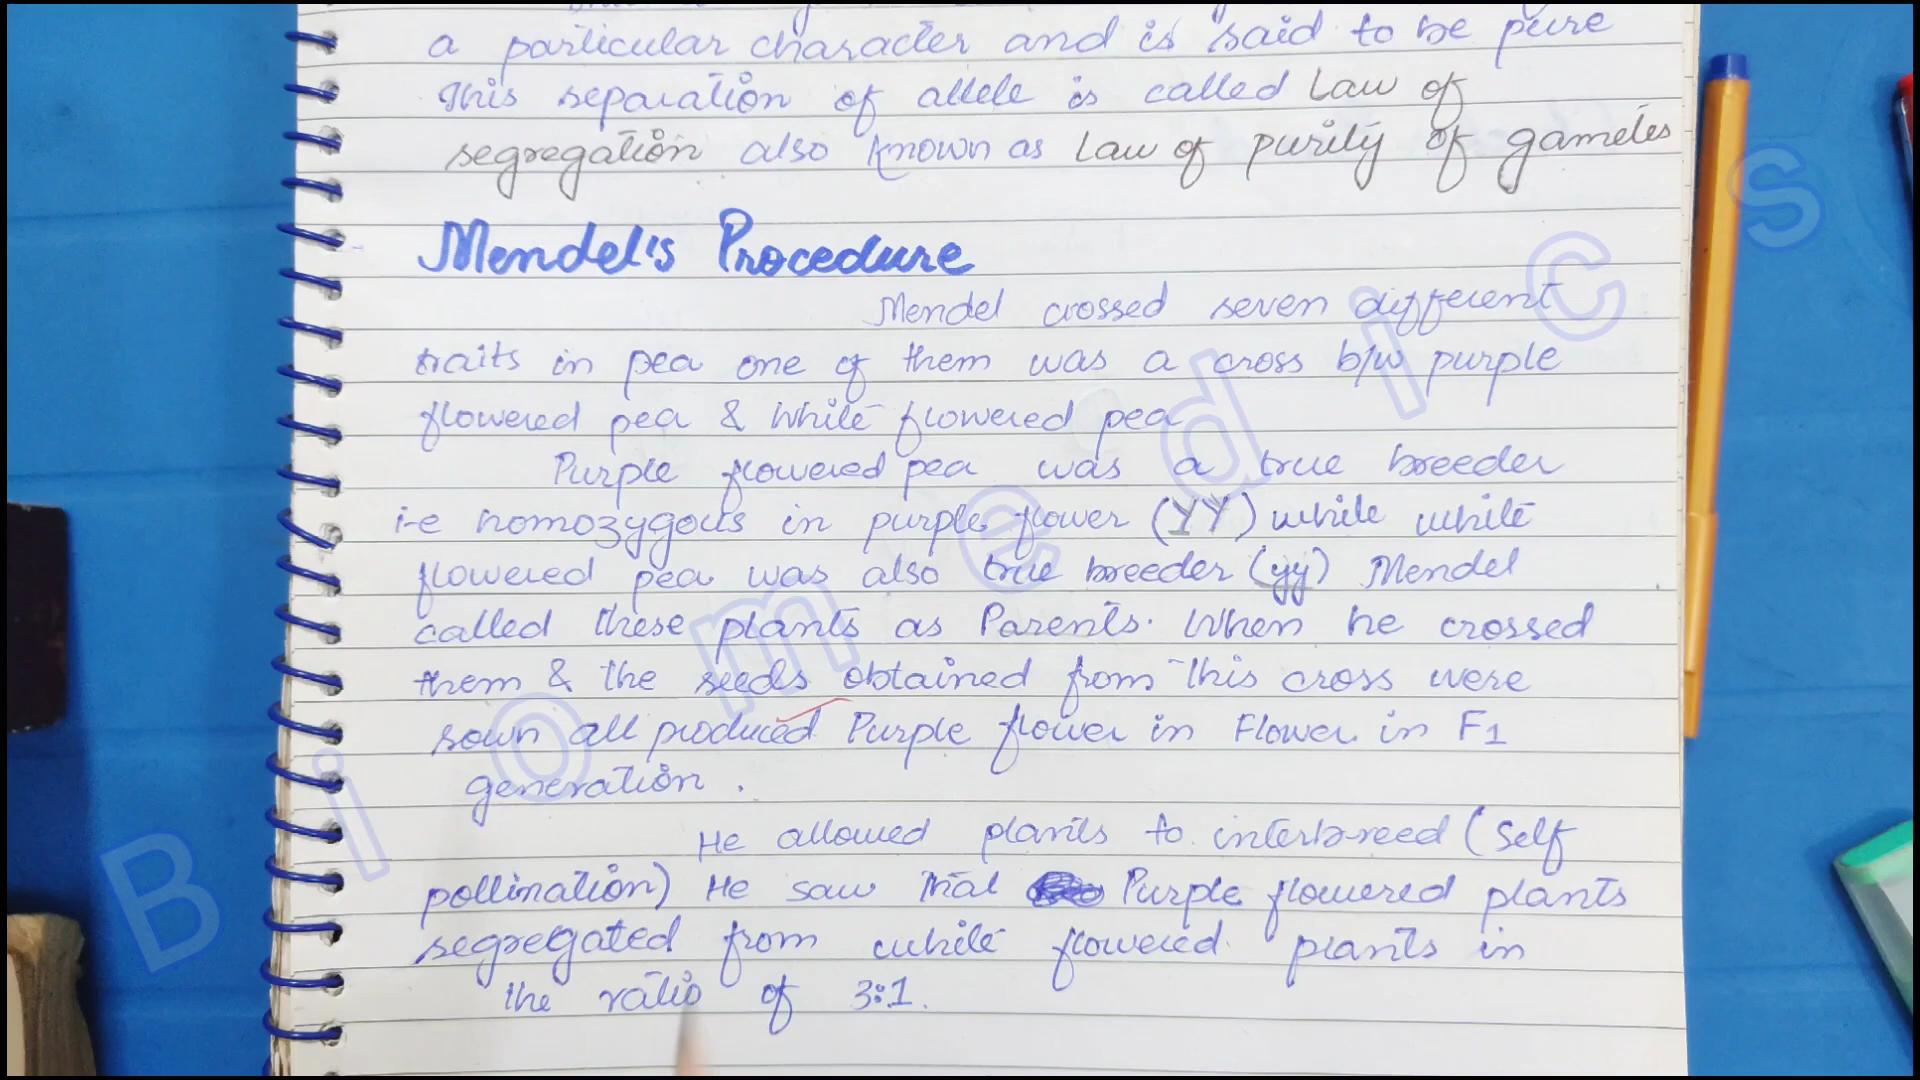 a particular character and is said to be pure
This separation of allele is called Law of
segregation also known as Law of purity of gametes
Mendel's Procedure
Mendel crossed seven different
traits in pea one of them was a cross b/w purple
flowered pea & white flowered pea
Purple flowered pea was a true breeder
i-e homozygous in purple flower (YY) while white
flowered pea was also true breeder (yy) Mendel
called these plants as Parents. When he crossed
them & the seeds obtained from This cross were
sown all produced Purple flower in Flower in F1
generation.
He allowed plants to interbreed (Self
pollination) He saw that Purple flowered plants
segregated from white flowered plants in
the ratio of 3:1.
Biomedics